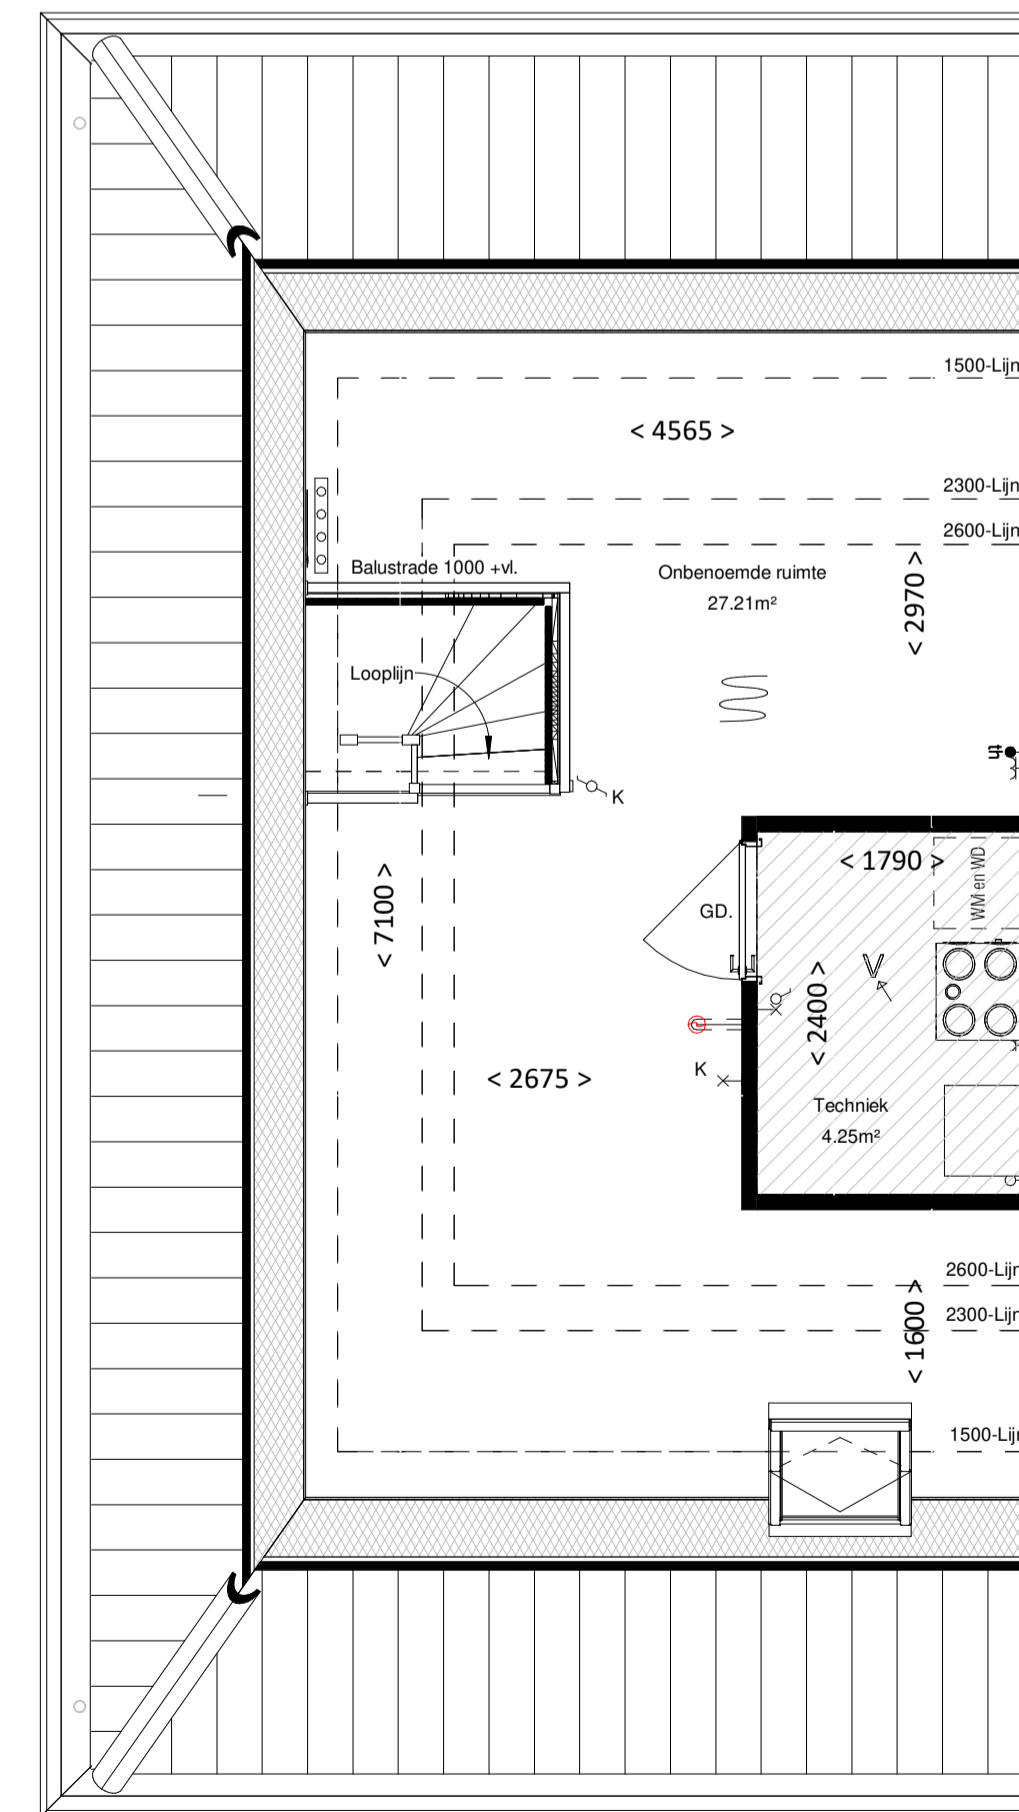 1500-Lijn
< 4565 >
2300-Lijn
2600-Lijn
Balustrade 1000 +vl.
Onbenoemde ruimte
27.21m²
< 2970 >
Looplijn
th
K
< 1790 >
WM en WD
< 7100 >
GD.
V
< 2400 >
K
< 2675 >
Techniek
4.25m²
2600-Lijn
2300-Lijn
< 1600 >
1500-Lijn